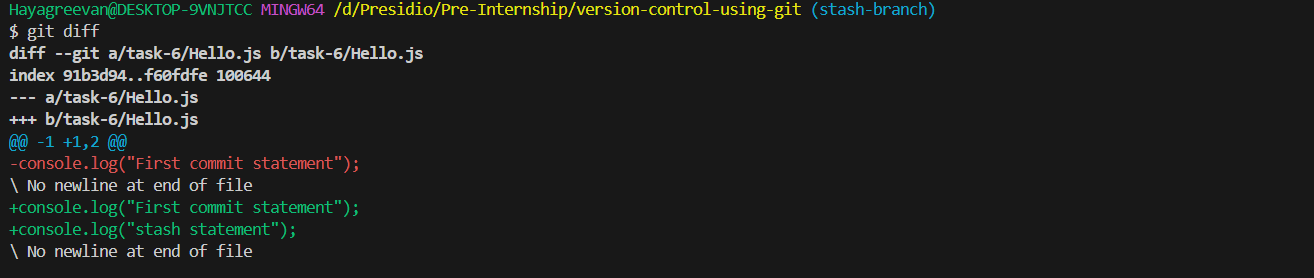 Hayagreevan@DESKTOP-9VNJTCC MINGW64 /d/Presidio/Pre-Internship/version-control-using-git (stash-branch)
$ git diff
diff --git a/task-6/Hello.js b/task-6/Hello.js
index 91b3d94..f60fdfe 100644
--- a/task-6/Hello.js
+++ b/task-6/Hello.js
@@ -1 +1,2 @@
-console.log("First commit statement");
\ No newline at end of file
+console.log("First commit statement");
+console.log("stash statement");
\ No newline at end of file